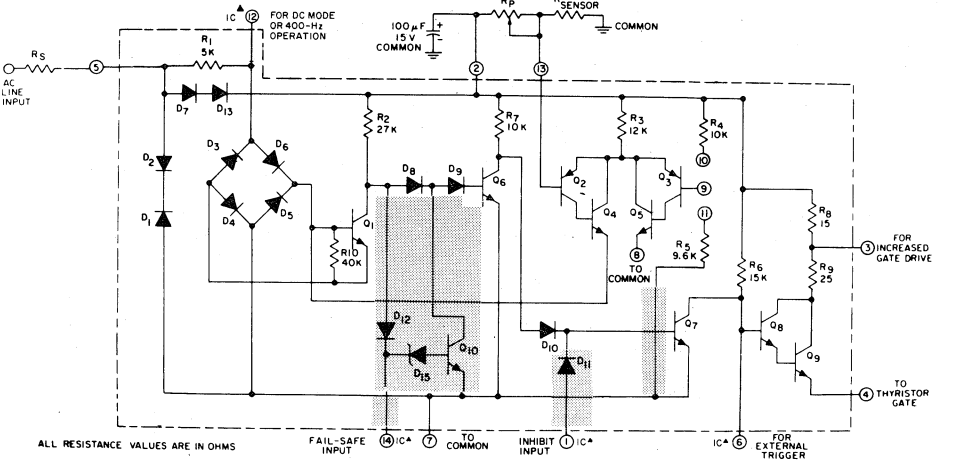 IC▲ 12 FOR DC MODE
OR 400-Hz
OPERATION
100 µF
15 V
COMMON
+
RP
SENSOR
COMMON
RS
5
R1
5K
2
13
AC
LINE
INPUT
D7
D13
R2
27K
R7
10K
R3
12K
R4
10K
10
D3
D6
D2
D8
D9
Q6
Q2
Q3
9
D1
D4
D5
Q1
Q4
Q5
11
R8
15
R10
40K
8
TO
COMMON
R5
9.6K
3
FOR
INCREASED
GATE DRIVE
R6
15K
R9
25
D12
D15
Q10
D10
D11
Q7
Q8
Q9
4
TO
THYRISTOR
GATE
ALL RESISTANCE VALUES ARE IN OHMS
FAIL-SAFE
INPUT
14 IC▲
7
TO
COMMON
INHIBIT
INPUT
1 IC▲
IC▲ 6
FOR
EXTERNAL
TRIGGER